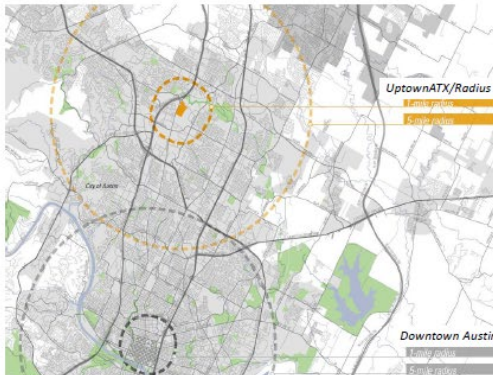 UptownATX/Radius
1-mile radius
5-mile radius
City of Austin
Downtown Austin
1-mile radius
5-mile radius